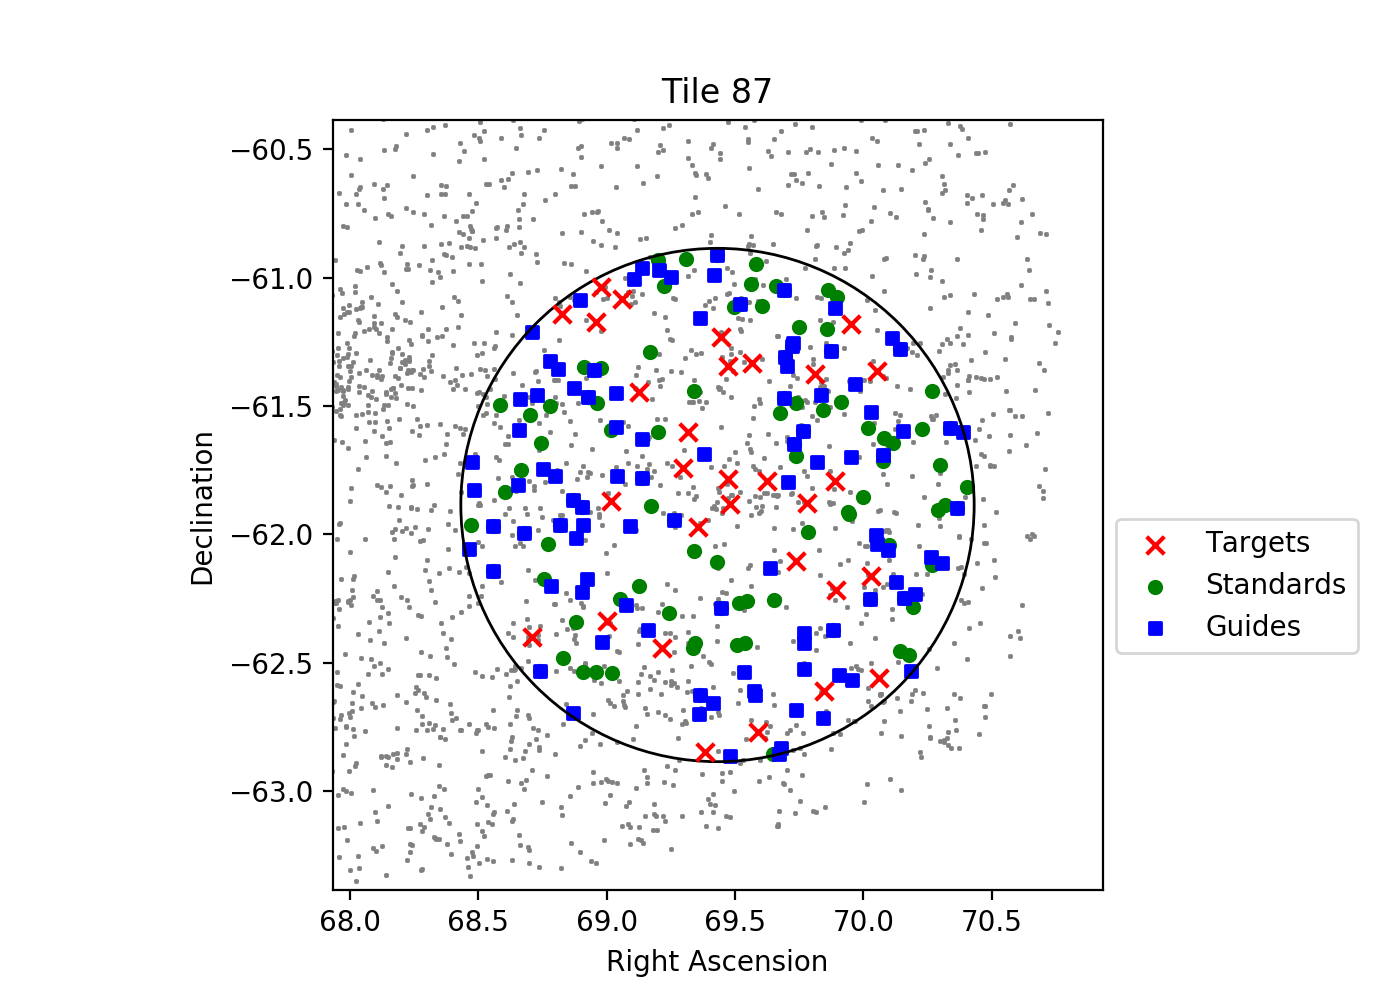 Tile 87
−60.5
−61.0
−61.5
−62.0
−62.5
−63.0
Declination
68.0 68.5 69.0 69.5 70.0 70.5
Right Ascension
Targets
Standards
Guides